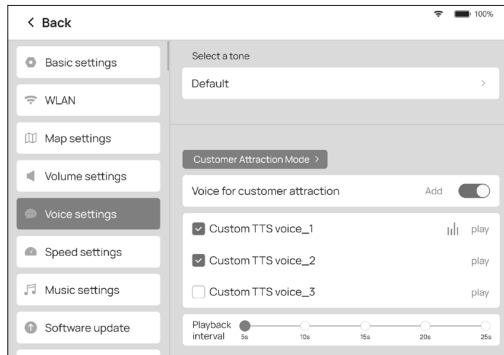 100%
< Back
Basic settings
WLAN
Map settings
Volume settings
Voice settings
Speed settings
Music settings
Software update
Select a tone
Default >
Customer Attraction Mode >
Voice for customer attraction Add
Custom TTS voice_1 play
Custom TTS voice_2 play
Custom TTS voice_3 play
Playback
interval
5s 10s 15s 20s 25s